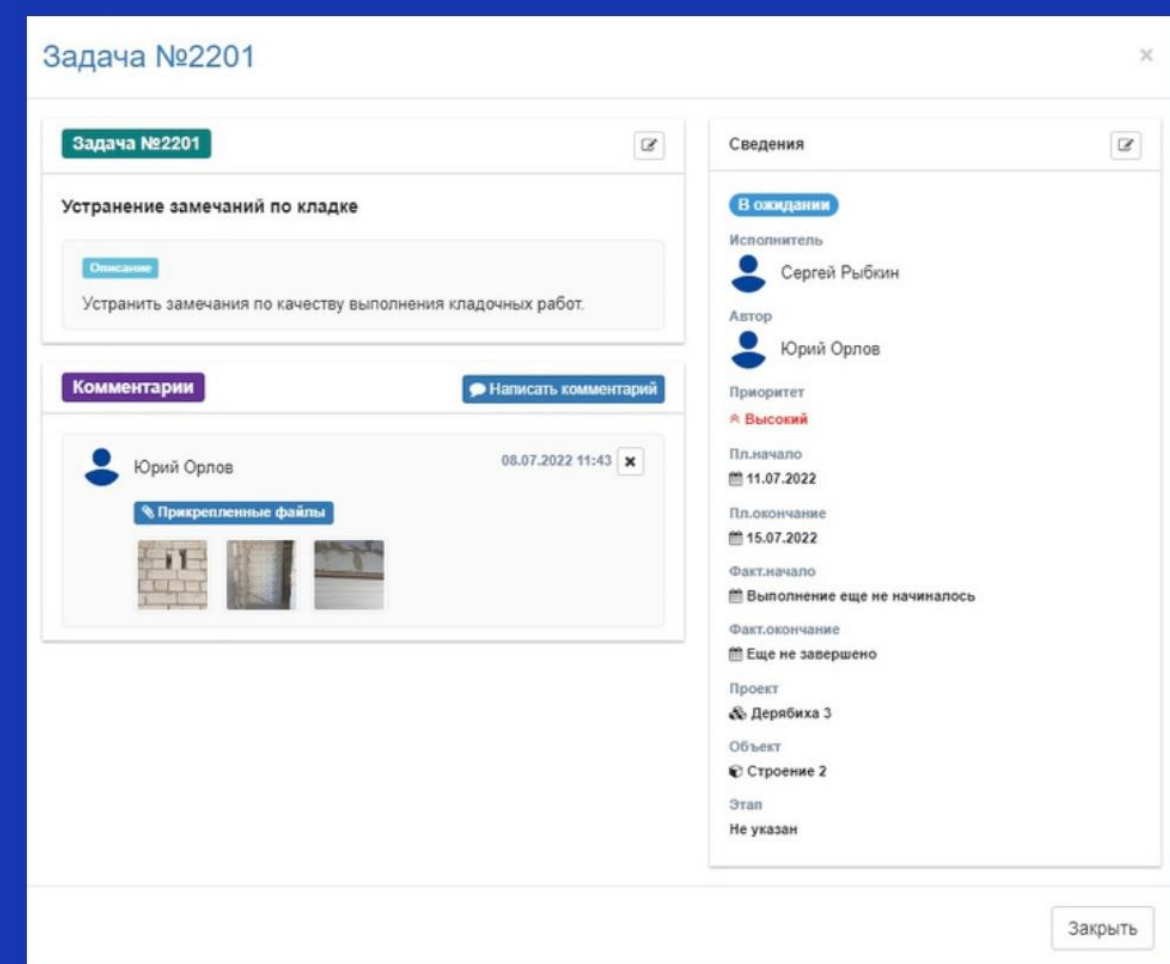 Задача №2201
Задача №2201
Устранение замечаний по кладке
Описание
Устранить замечания по качеству выполнения кладочных работ.
Комментарии
Написать комментарий
Юрий Орлов
08.07.2022 11:43
Прикрепленные файлы
Сведения
В ожидании
Исполнитель
Сергей Рыбкин
Автор
Юрий Орлов
Приоритет
Высокий
Пл.начало
11.07.2022
Пл.окончание
15.07.2022
Факт.начало
Выполнение еще не начиналось
Факт.окончание
Еще не завершено
Проект
Дерябиха 3
Объект
Строение 2
Этап
Не указан
Закрыть